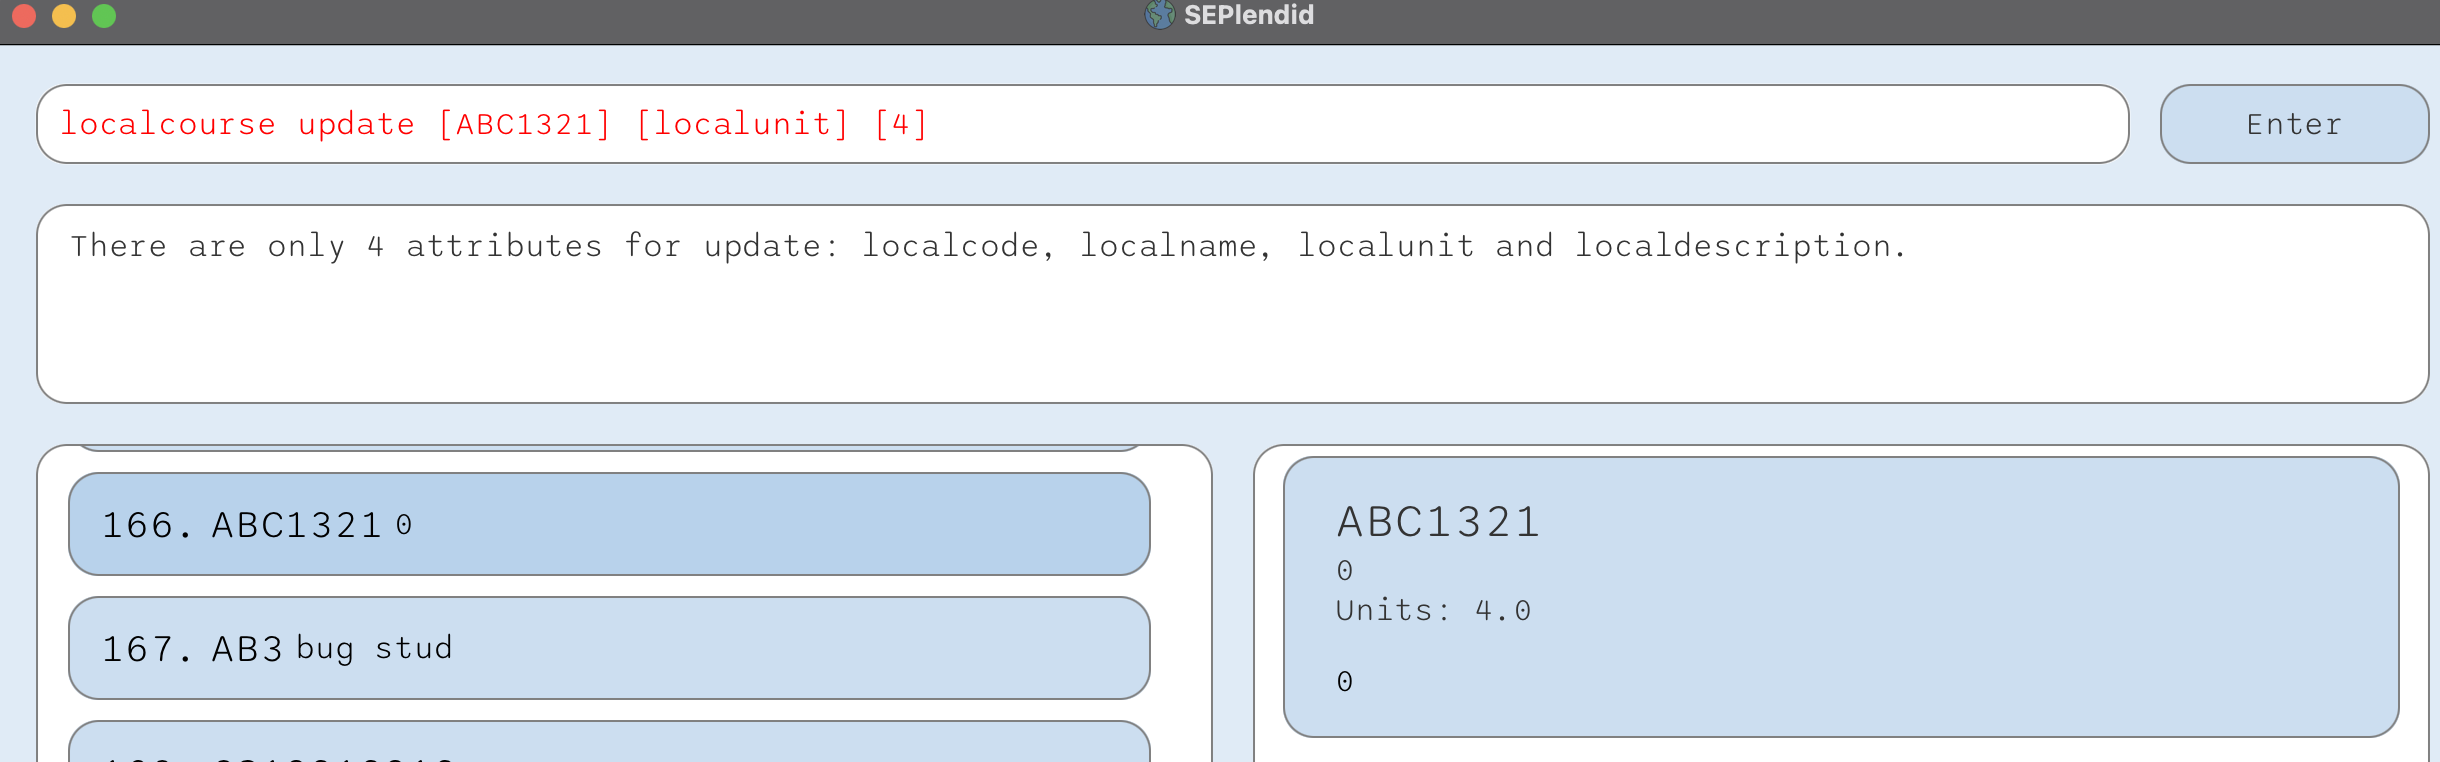 SEPlendid
localcourse update [ABC1321] [localunit] [4]
Enter
There are only 4 attributes for update: localcode, localname, localunit and localdescription.
166. ABC1321 0
167. AB3 bug stud
ABC1321
0
Units: 4.0
0